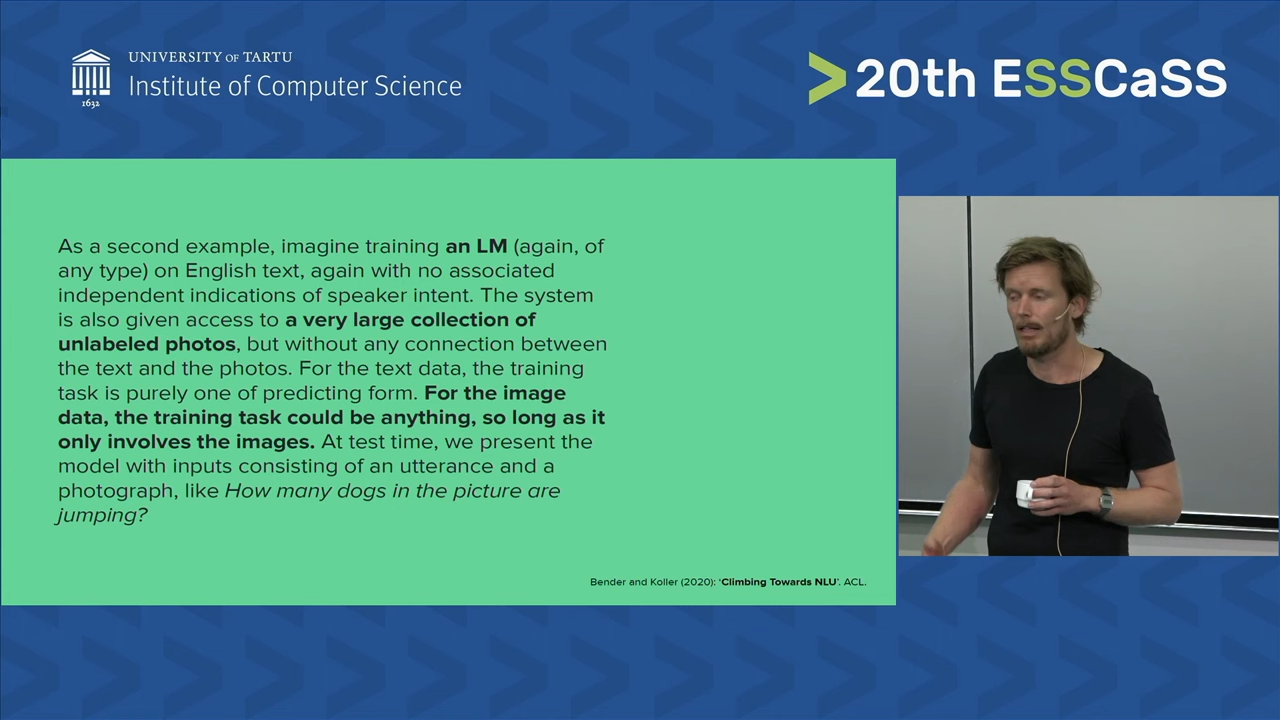 UNIVERSITY OF TARTU
Institute of Computer Science
1632
20th ESSCaSS
As a second example, imagine training an LM (again, of
any type) on English text, again with no associated
independent indications of speaker intent. The system
is also given access to a very large collection of
unlabeled photos, but without any connection between
the text and the photos. For the text data, the training
task is purely one of predicting form. For the image
data, the training task could be anything, so long as it
only involves the images. At test time, we present the
model with inputs consisting of an utterance and a
photograph, like How many dogs in the picture are
jumping?
Bender and Koller (2020): ‘Climbing Towards NLU’. ACL.